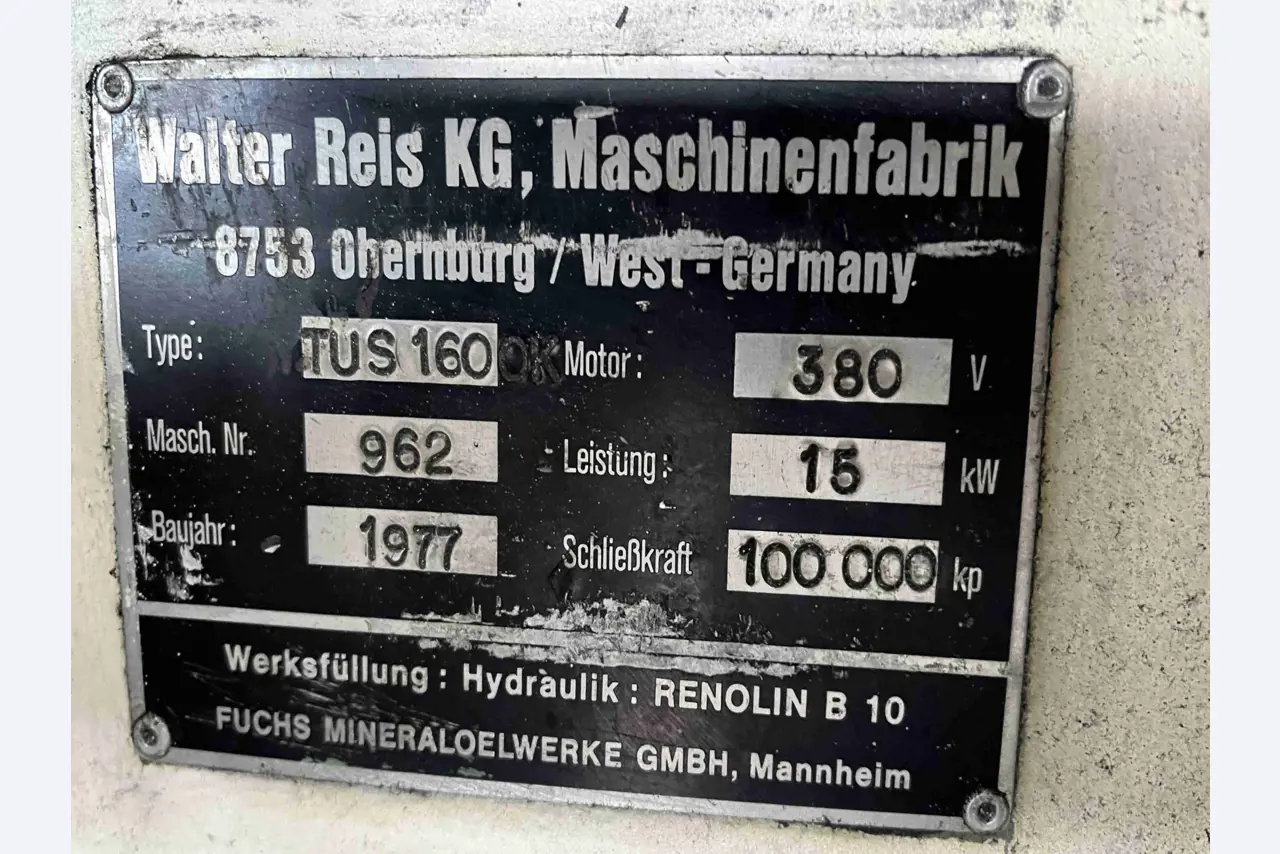 Walter Reis KG, Maschinenfabrik
8753 Obernburg / West-Germany
Type: TUS 160 OK Motor: 380 V
Masch. Nr. 962 Leistung: 15 kW
Baujahr: 1977 Schließkraft 100 000 kp
Werksfüllung: Hydraulik: RENOLIN B 10
FUCHS MINERALOELWERKE GMBH, Mannheim